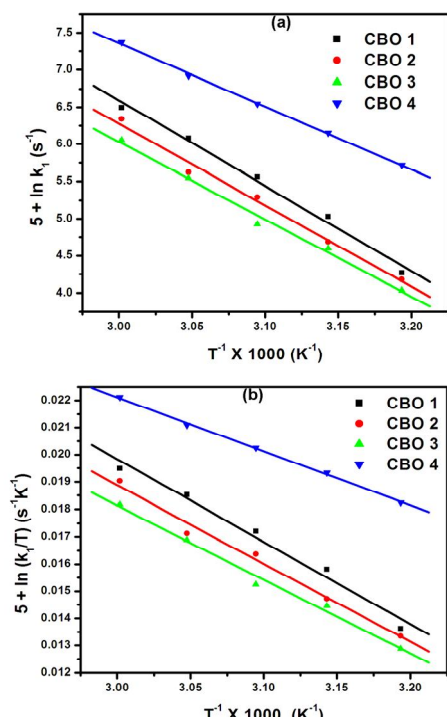 (a)
CBO 1
CBO 2
CBO 3
CBO 4
7.5
7.0
6.5
6.0
5.5
5.0
4.5
4.0
5 + ln k₁ (s⁻¹)
3.00 3.05 3.10 3.15 3.20
T⁻¹ X 1000 (K⁻¹)
(b)
CBO 1
CBO 2
CBO 3
CBO 4
0.022
0.021
0.020
0.019
0.018
0.017
0.016
0.015
0.014
0.013
0.012
5 + ln (k₁/T) (s⁻¹K⁻¹)
3.00 3.05 3.10 3.15 3.20
T⁻¹ X 1000 (K⁻¹)